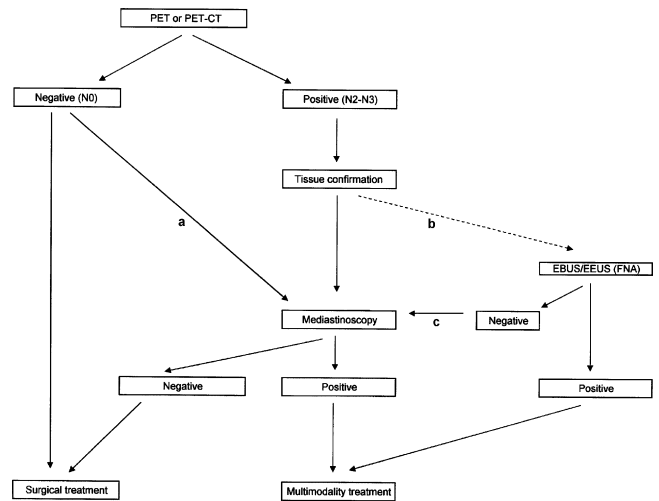 PET or PET-CT
Negative (N0)
Positive (N2-N3)
Tissue confirmation
a
b
EBUS/EEUS (FNA)
Mediastinoscopy
c
Negative
Negative
Positive
Positive
Surgical treatment
Multimodality treatment